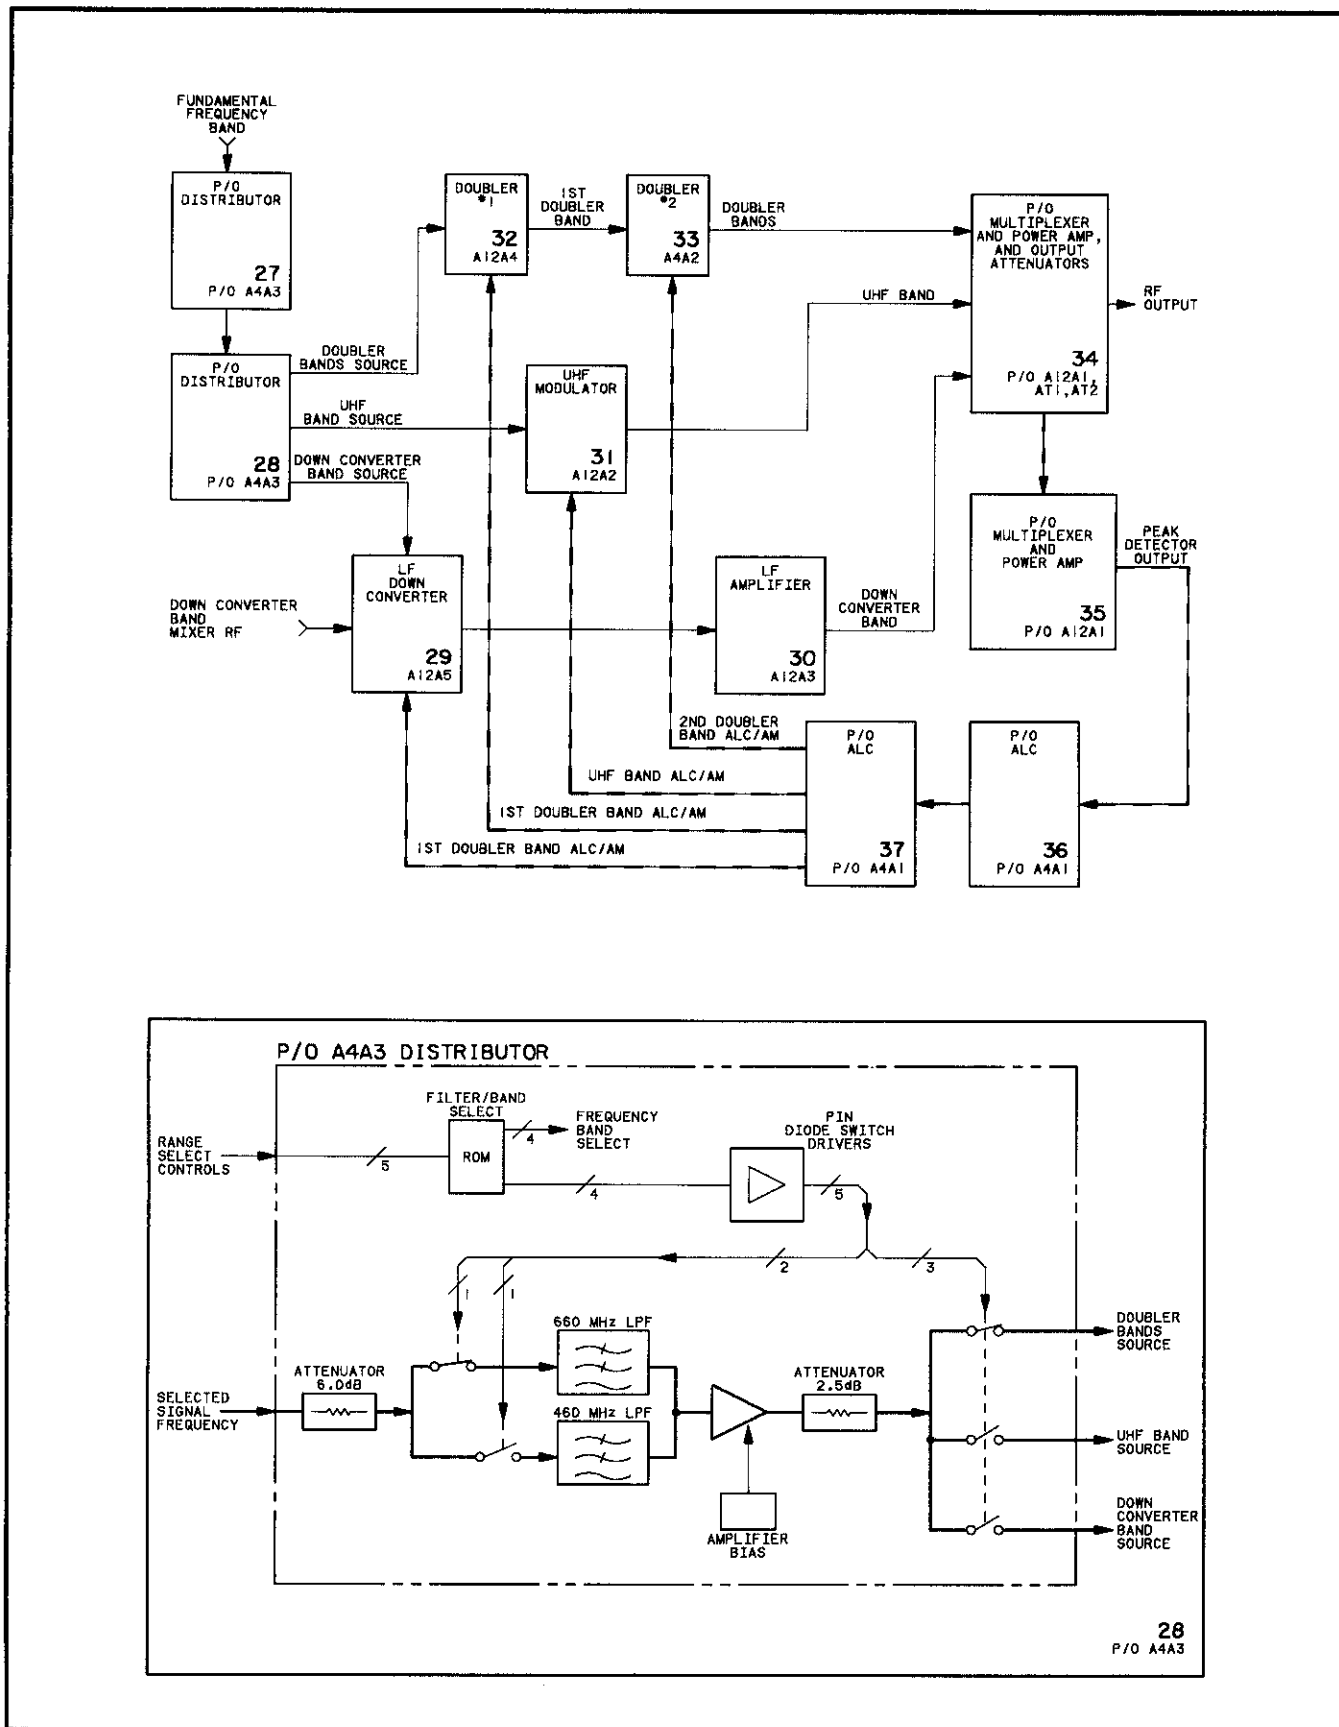 FUNDAMENTAL
FREQUENCY
BAND
P/O
DISTRIBUTOR
27
P/O A4A3
DOUBLER
#1
32
A12A4
1ST
DOUBLER
BAND
DOUBLER
#2
33
A4A2
DOUBLER
BANDS
P/O
MULTIPLEXER
AND POWER AMP,
AND OUTPUT
ATTENUATORS
34
P/O A12A1,
AT1,AT2
RF
OUTPUT
UHF BAND
P/O
DISTRIBUTOR
28
P/O A4A3
DOUBLER
BANDS SOURCE
UHF
BAND SOURCE
DOWN CONVERTER
BAND SOURCE
UHF
MODULATOR
31
A12A2
P/O
MULTIPLEXER
AND
POWER AMP
35
P/O A12A1
PEAK
DETECTOR
OUTPUT
DOWN CONVERTER
BAND
MIXER RF
LF
DOWN
CONVERTER
29
A12A5
LF
AMPLIFIER
30
A12A3
DOWN
CONVERTER
BAND
2ND DOUBLER
BAND ALC/AM
UHF BAND ALC/AM
1ST DOUBLER BAND ALC/AM
1ST DOUBLER BAND ALC/AM
P/O
ALC
37
P/O A4A1
P/O
ALC
36
P/O A4A1
P/O A4A3 DISTRIBUTOR
RANGE
SELECT
CONTROLS
5
FILTER/BAND
SELECT
ROM
4
FREQUENCY
BAND
SELECT
4
PIN
DIODE SWITCH
DRIVERS
5
2
3
1
1
SELECTED
SIGNAL
FREQUENCY
ATTENUATOR
6.0dB
660 MHz LPF
460 MHz LPF
AMPLIFIER
BIAS
ATTENUATOR
2.5dB
DOUBLER
BANDS
SOURCE
UHF BAND
SOURCE
DOWN
CONVERTER
BAND
SOURCE
28
P/O A4A3